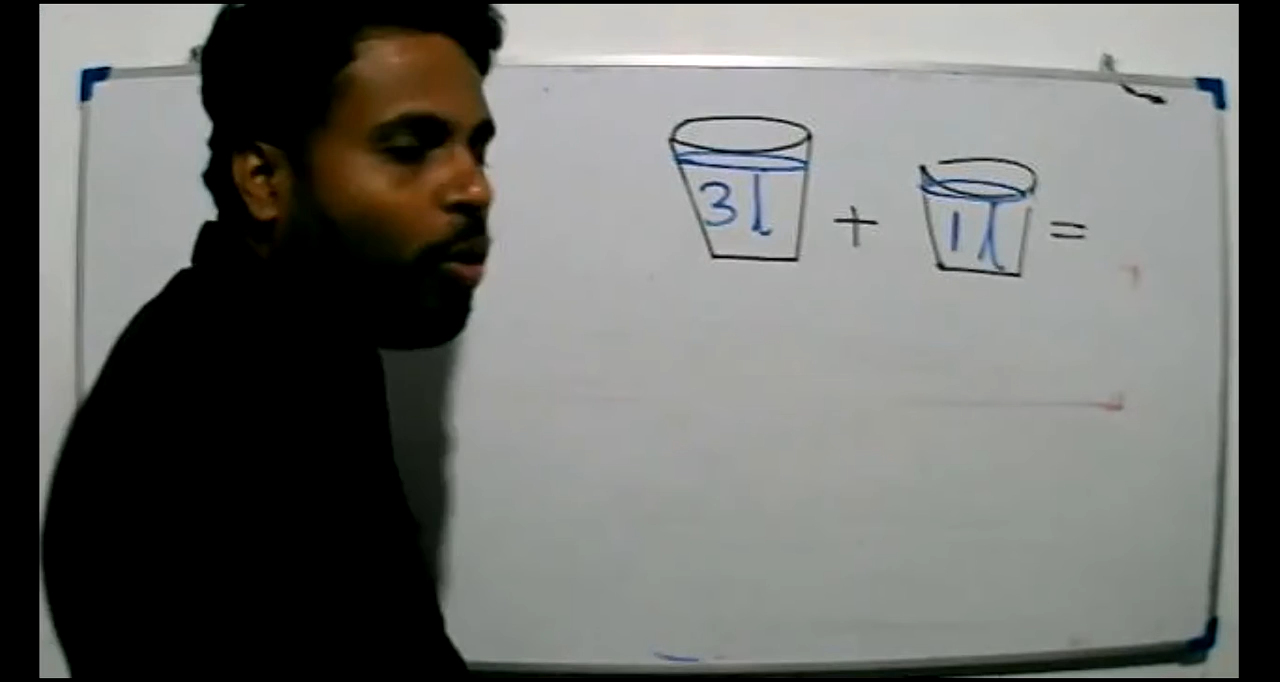 3l + 1l =